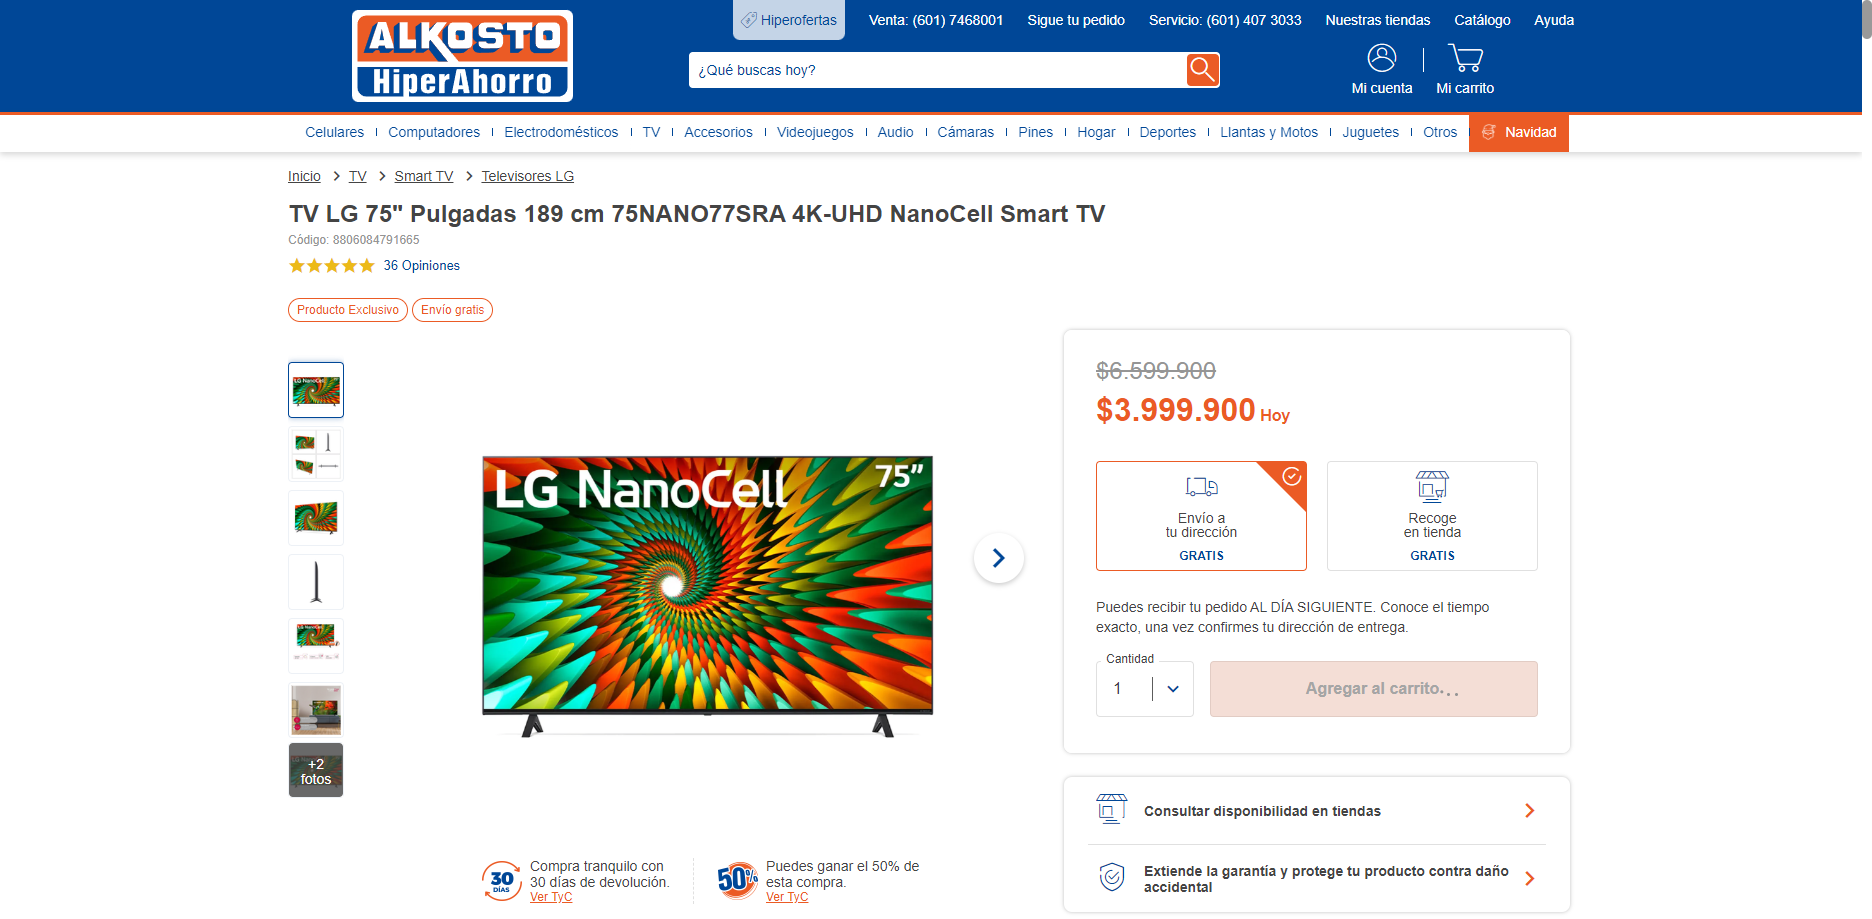 ALKOSTO
HiperAhorro
Hiperofertas
Venta: (601) 7468001
Sigue tu pedido
Servicio: (601) 407 3033
Nuestras tiendas
Catálogo
Ayuda
¿Qué buscas hoy?
Mi cuenta
Mi carrito
Celulares
Computadores
Electrodomésticos
TV
Accesorios
Videojuegos
Audio
Cámaras
Pines
Hogar
Deportes
Llantas y Motos
Juguetes
Otros
Navidad
Inicio > TV > Smart TV > Televisores LG
TV LG 75" Pulgadas 189 cm 75NANO77SRA 4K-UHD NanoCell Smart TV
Código: 8806084791665
36 Opiniones
Producto Exclusivo
Envío gratis
LG NanoCell
+2
fotos
LG NanoCell
75”
30
DÍAS
Compra tranquilo con
30 días de devolución.
Ver TyC
50%
Puedes ganar el 50% de
esta compra.
Ver TyC
$6.599.900
$3.999.900 Hoy
Envío a
tu dirección
GRATIS
Recoge
en tienda
GRATIS
Puedes recibir tu pedido AL DÍA SIGUIENTE. Conoce el tiempo
exacto, una vez confirmes tu dirección de entrega.
Cantidad
1
Agregar al carrito...
Consultar disponibilidad en tiendas
Extiende la garantía y protege tu producto contra daño
accidental